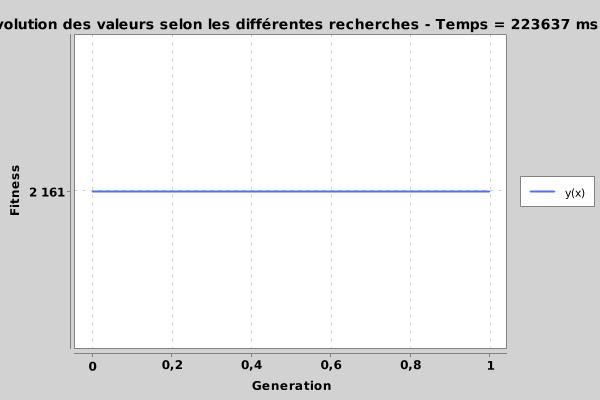 volution des valeurs selon les différentes recherches - Temps = 223637 ms
Fitness
2 161
y(x)
0 0,2 0,4 0,6 0,8 1
Generation